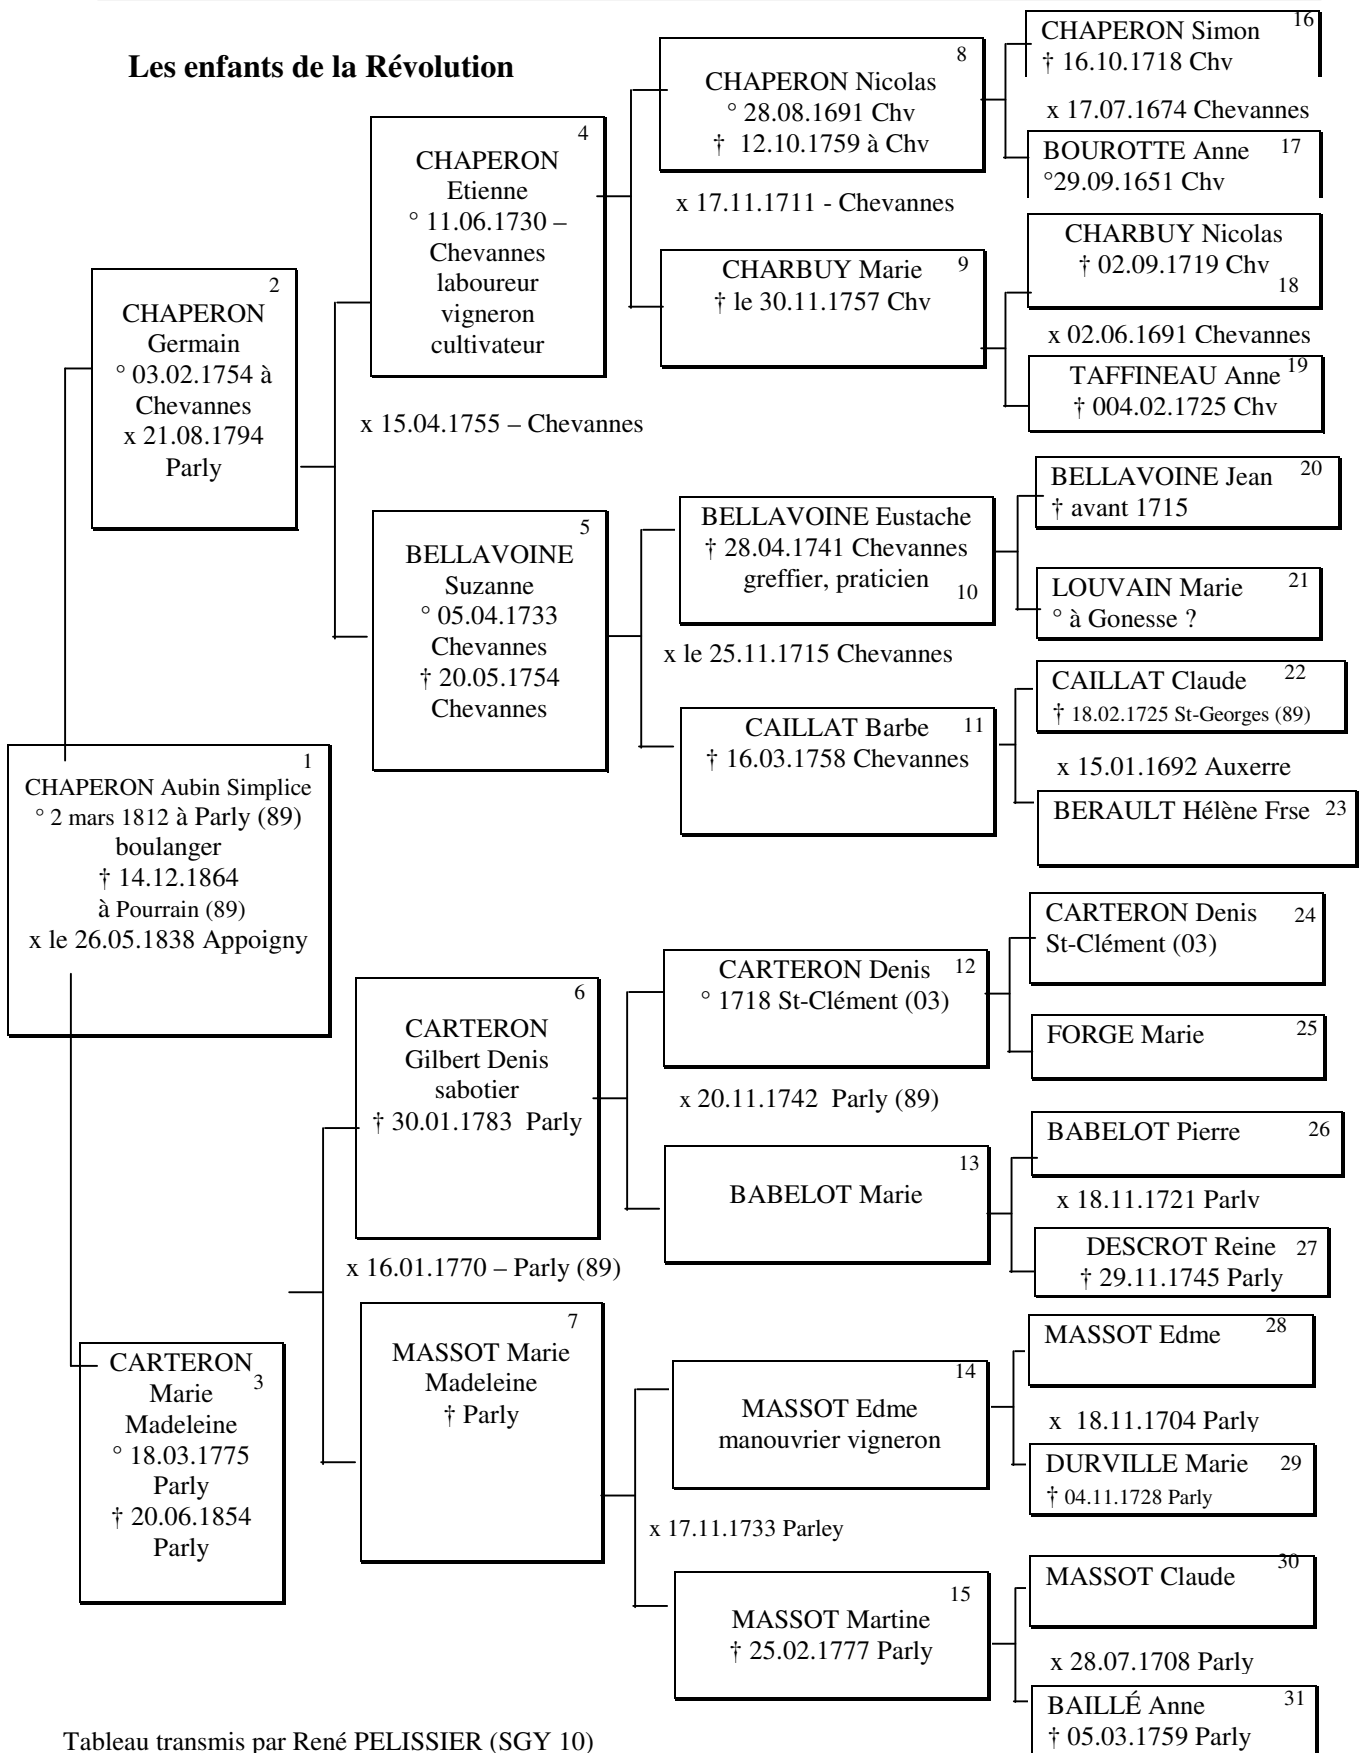 Les enfants de la Révolution
1
CHAPERON Aubin Simplice
° 2 mars 1812 à Parly (89)
boulanger
† 14.12.1864
à Pourrain (89)
x le 26.05.1838 Appoigny
2
CHAPERON
Germain
° 03.02.1754 à
Chevannes
x 21.08.1794
Parly
CARTERON
3
Marie
Madeleine
° 18.03.1775
Parly
† 20.06.1854
Parly
4
CHAPERON
Etienne
° 11.06.1730 –
Chevannes
laboureur
vigneron
cultivateur
x 15.04.1755 – Chevannes
5
BELLAVOINE
Suzanne
° 05.04.1733
Chevannes
† 20.05.1754
Chevannes
6
CARTERON
Gilbert Denis
sabotier
† 30.01.1783 Parly
x 16.01.1770 – Parly (89)
7
MASSOT Marie
Madeleine
† Parly
8
CHAPERON Nicolas
° 28.08.1691 Chv
† 12.10.1759 à Chv
x 17.11.1711 - Chevannes
CHARBUY Marie 9
† le 30.11.1757 Chv
BELLAVOINE Eustache
† 28.04.1741 Chevannes
greffier, praticien 10
x le 25.11.1715 Chevannes
CAILLAT Barbe 11
† 16.03.1758 Chevannes
CARTERON Denis 12
° 1718 St-Clément (03)
x 20.11.1742 Parly (89)
13
BABELOT Marie
14
MASSOT Edme
manouvrier vigneron
x 17.11.1733 Parley
15
MASSOT Martine
† 25.02.1777 Parly
16
CHAPERON Simon
† 16.10.1718 Chv
x 17.07.1674 Chevannes
BOUROTTE Anne 17
°29.09.1651 Chv
CHARBUY Nicolas
† 02.09.1719 Chv
18
x 02.06.1691 Chevannes
TAFFINEAU Anne 19
† 004.02.1725 Chv
BELLAVOINE Jean 20
† avant 1715
LOUVAIN Marie 21
° à Gonesse ?
CAILLAT Claude 22
† 18.02.1725 St-Georges (89)
x 15.01.1692 Auxerre
BERAULT Hélène Frse 23
CARTERON Denis 24
St-Clément (03)
FORGE Marie 25
BABELOT Pierre 26
x 18.11.1721 Parly
DESCROT Reine 27
† 29.11.1745 Parly
MASSOT Edme 28
x 18.11.1704 Parly
DURVILLE Marie 29
† 04.11.1728 Parly
30
MASSOT Claude
x 28.07.1708 Parly
BAILLÉ Anne 31
† 05.03.1759 Parly
Tableau transmis par René PELISSIER (SGY 10)